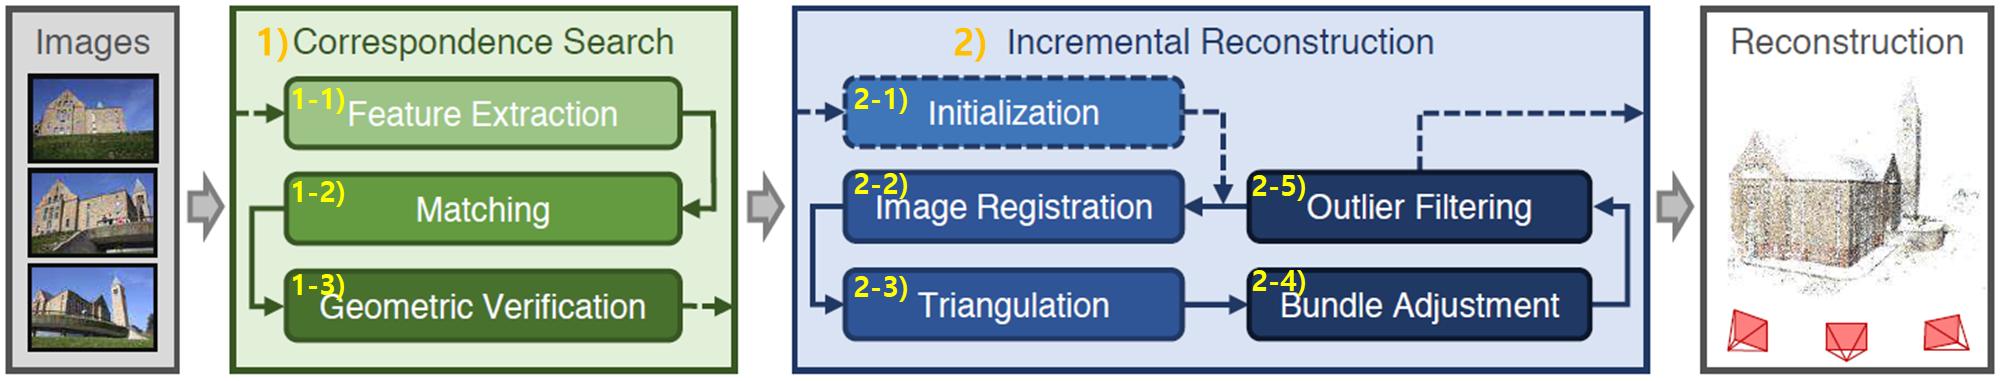 Images
1) Correspondence Search
1-1) Feature Extraction
1-2) Matching
1-3) Geometric Verification
2) Incremental Reconstruction
2-1) Initialization
2-2) Image Registration
2-3) Triangulation
2-4) Bundle Adjustment
2-5) Outlier Filtering
Reconstruction